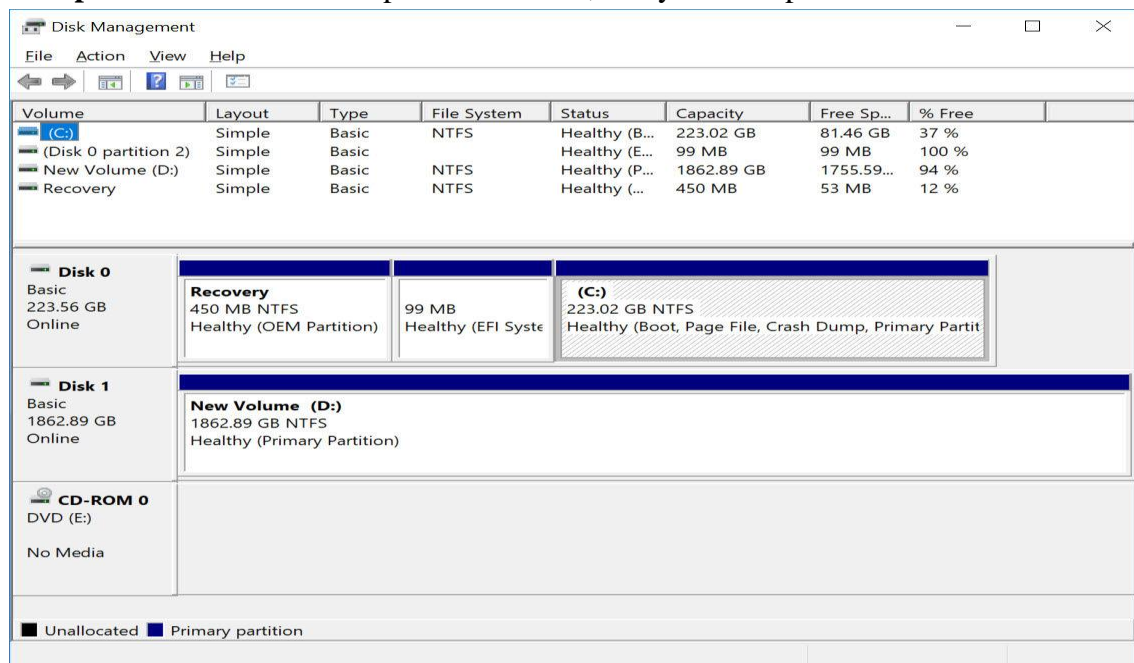 Disk Management
File Action View Help
Volume Layout Type File System Status Capacity Free Sp... % Free
(C:) Simple Basic NTFS Healthy (B... 223.02 GB 81.46 GB 37 %
(Disk 0 partition 2) Simple Basic Healthy (E... 99 MB 99 MB 100 %
New Volume (D:) Simple Basic NTFS Healthy (P... 1862.89 GB 1755.59... 94 %
Recovery Simple Basic NTFS Healthy (... 450 MB 53 MB 12 %
Disk 0
Basic
223.56 GB
Online
Recovery
450 MB NTFS
Healthy (OEM Partition)
99 MB
Healthy (EFI Syste
(C:)
223.02 GB NTFS
Healthy (Boot, Page File, Crash Dump, Primary Partit
Disk 1
Basic
1862.89 GB
Online
New Volume (D:)
1862.89 GB NTFS
Healthy (Primary Partition)
CD-ROM 0
DVD (E:)
No Media
Unallocated Primary partition